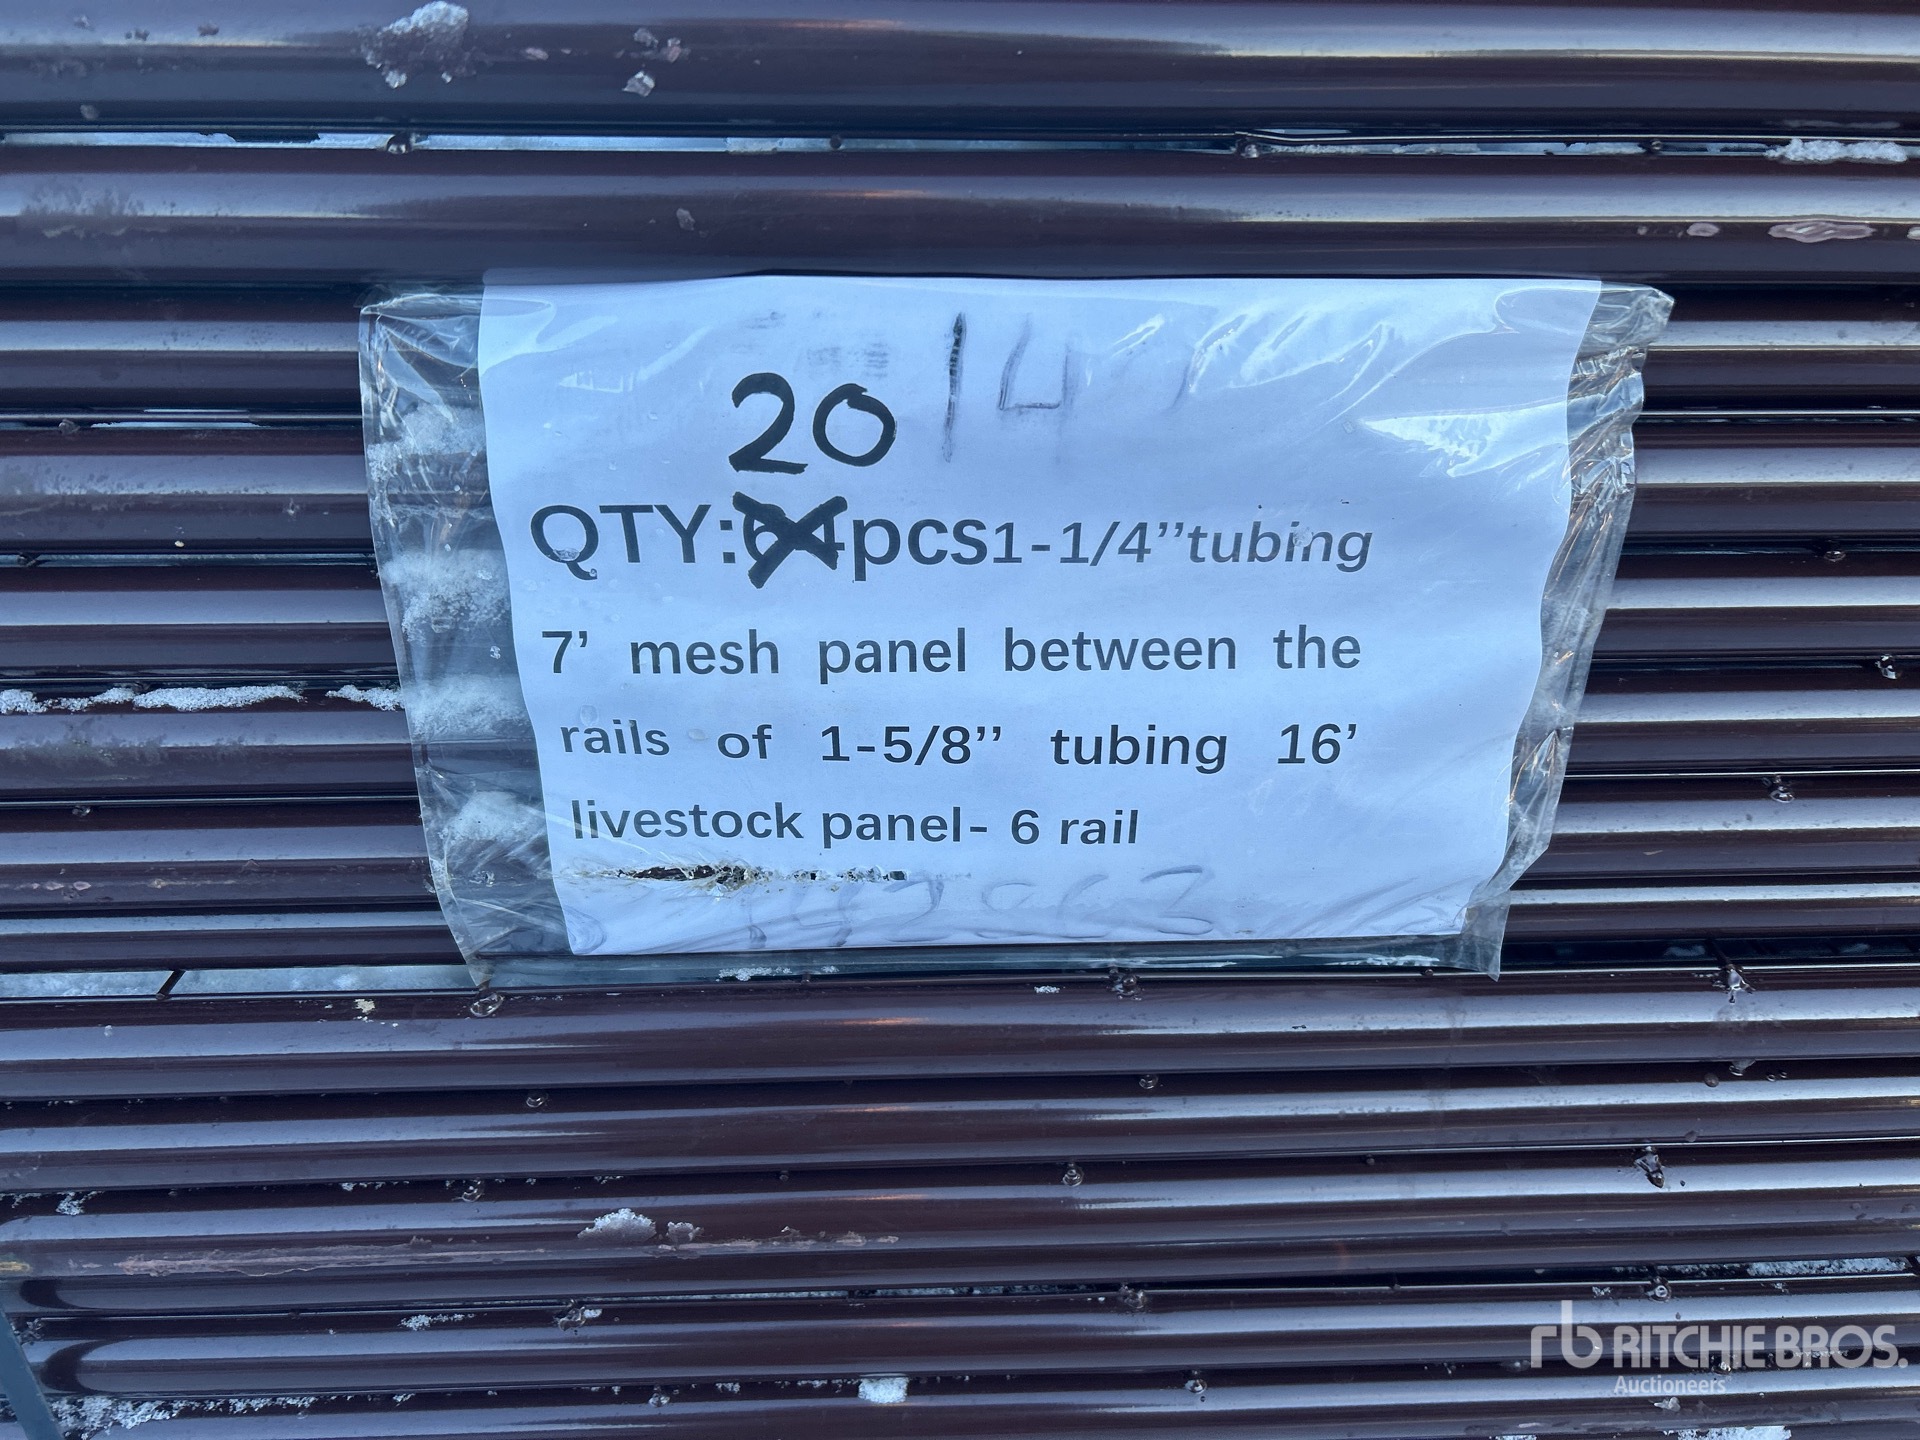 20 14
QTY:64pcs1-1/4”tubing
7’ mesh panel between the
rails of 1-5/8” tubing 16’
livestock panel- 6 rail
rb RITCHIE BROS.
Auctioneers